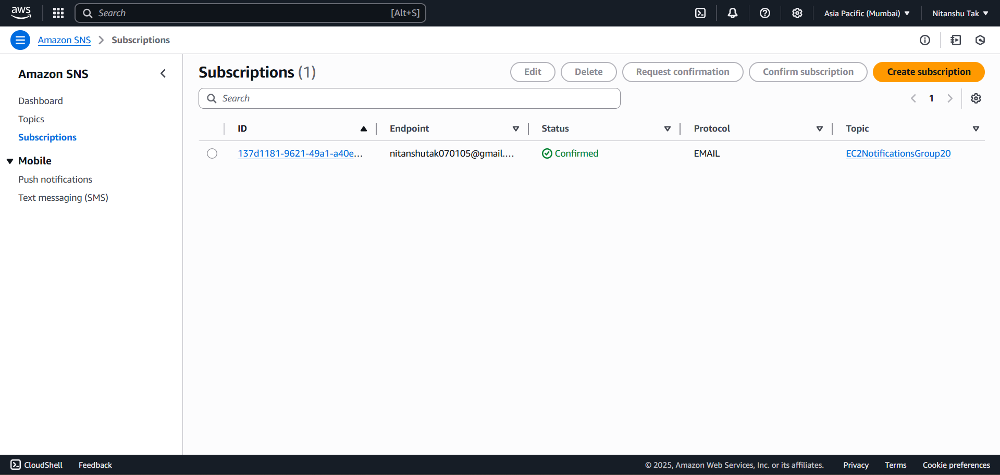 aws Search [Alt+S] Asia Pacific (Mumbai) Nitanshu Tak
Amazon SNS Subscriptions
Amazon SNS
Dashboard
Topics
Subscriptions
Mobile
Push notifications
Text messaging (SMS)
Subscriptions (1) Edit Delete Request confirmation Confirm subscription Create subscription
Search 1
ID Endpoint Status Protocol Topic
137d1181-9621-49a1-a40e... nitanshutak070105@gmail.... Confirmed EMAIL EC2NotificationsGroup20
CloudShell Feedback © 2025, Amazon Web Services, Inc. or its affiliates. Privacy Terms Cookie preferences